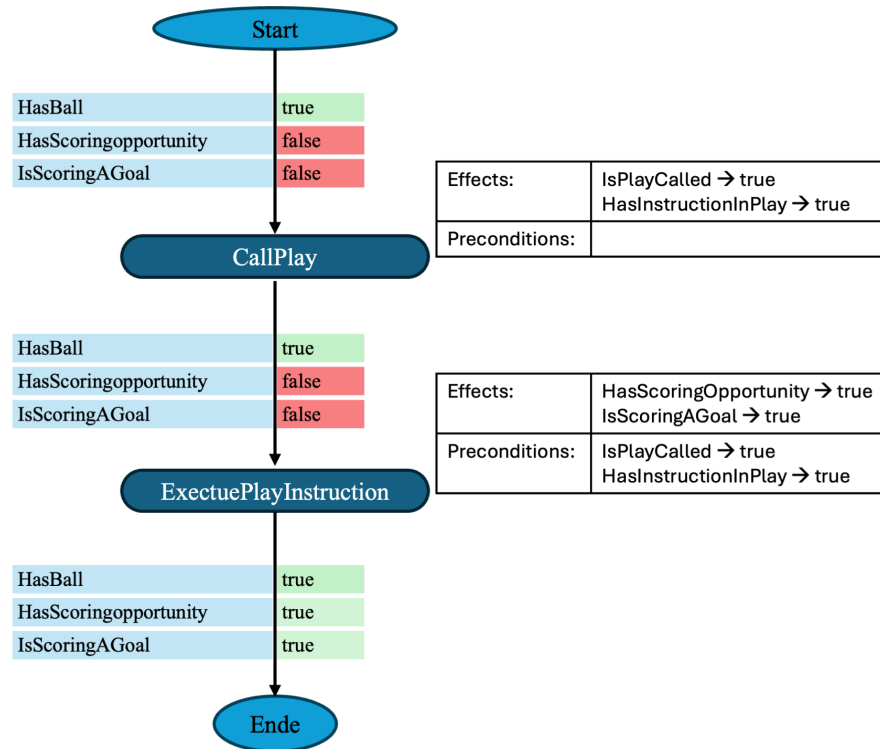 Start
HasBall true
HasScoringopportunity false
IsScoringAGoal false
Effects: IsPlayCalled → true
HasInstructionInPlay → true
Preconditions:
CallPlay
HasBall true
HasScoringopportunity false
IsScoringAGoal false
Effects: HasScoringOpportunity → true
IsScoringAGoal → true
Preconditions: IsPlayCalled → true
HasInstructionInPlay → true
ExectuePlayInstruction
HasBall true
HasScoringopportunity true
IsScoringAGoal true
Ende